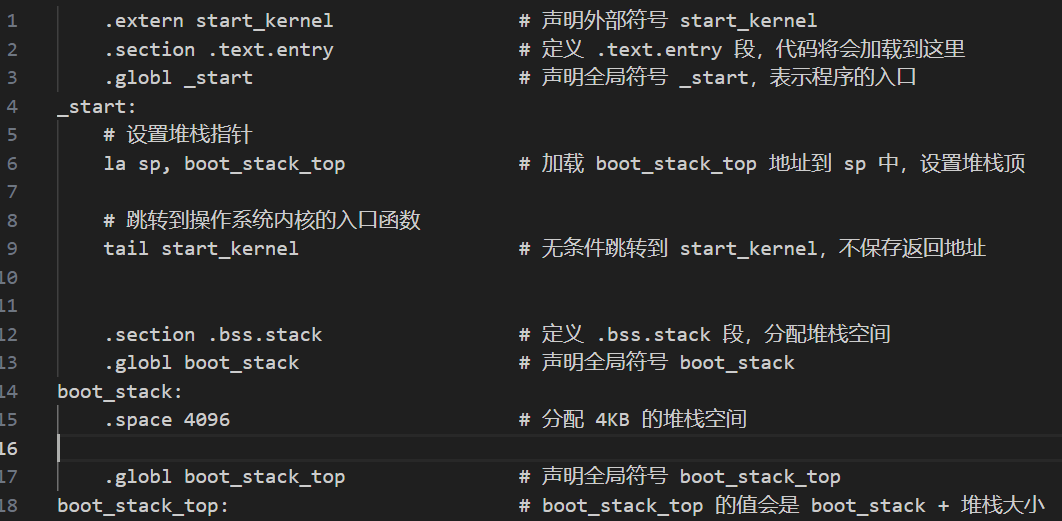 1 .extern start_kernel # 声明外部符号 start_kernel
2 .section .text.entry # 定义 .text.entry 段，代码将会加载到这里
3 .globl _start # 声明全局符号 _start，表示程序的入口
4 _start:
5 # 设置堆栈指针
6 la sp, boot_stack_top # 加载 boot_stack_top 地址到 sp 中，设置堆栈顶
7
8 # 跳转到操作系统内核的入口函数
9 tail start_kernel # 无条件跳转到 start_kernel，不保存返回地址
10
11
12 .section .bss.stack # 定义 .bss.stack 段，分配堆栈空间
13 .globl boot_stack # 声明全局符号 boot_stack
14 boot_stack:
15 .space 4096 # 分配 4KB 的堆栈空间
16
17 .globl boot_stack_top # 声明全局符号 boot_stack_top
18 boot_stack_top: # boot_stack_top 的值会是 boot_stack + 堆栈大小